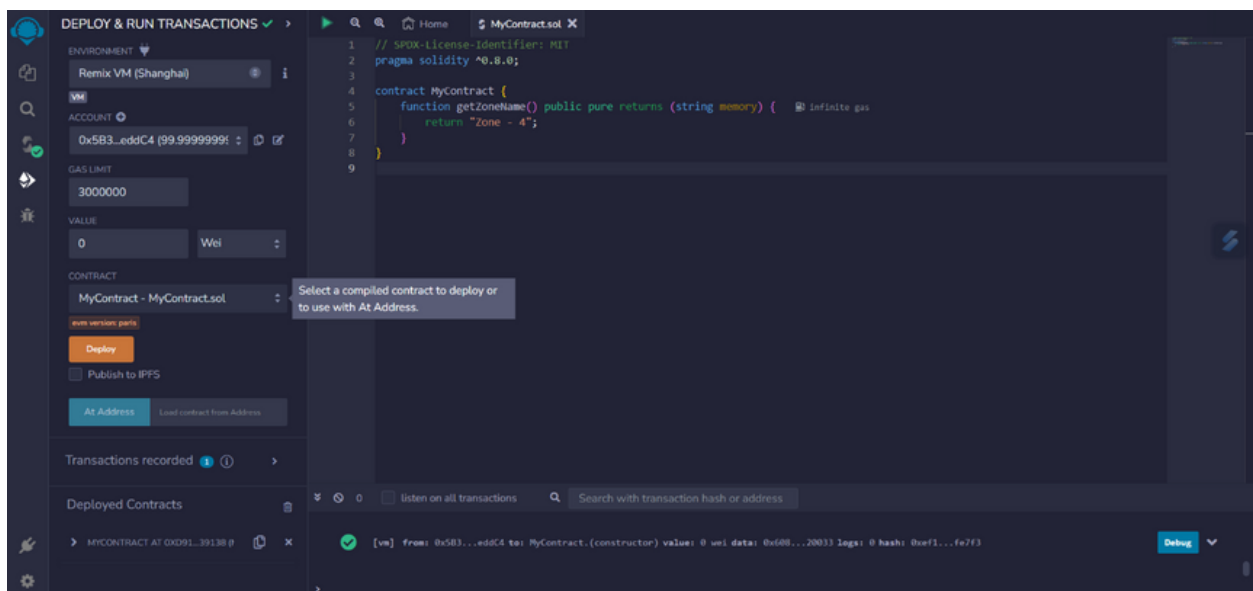 DEPLOY & RUN TRANSACTIONS
ENVIRONMENT
Remix VM (Shanghai)
VM
ACCOUNT
0x5B3...eddC4 (99.99999999
GAS LIMIT
3000000
VALUE
0 Wei
CONTRACT
MyContract - MyContract.sol
evm version: paris
Deploy
Publish to IPFS
At Address Load contract from Address
Transactions recorded 1 i
Deployed Contracts
MYCONTRACT AT 0XD91...39138 (
Home MyContract.sol
1 // SPDX-License-Identifier: MIT
2 pragma solidity ^0.8.0;
3
4 contract MyContract {
5 function getZoneName() public pure returns (string memory) { infinite gas
6 return "Zone - 4";
7 }
8 }
9
Select a compiled contract to deploy or
to use with At Address.
0 listen on all transactions Search with transaction hash or address
[vm] from: 0x5B3...eddC4 to: MyContract.(constructor) value: 0 wei data: 0x608...20033 logs: 0 hash: 0xef1...fe7f3
Debug
>